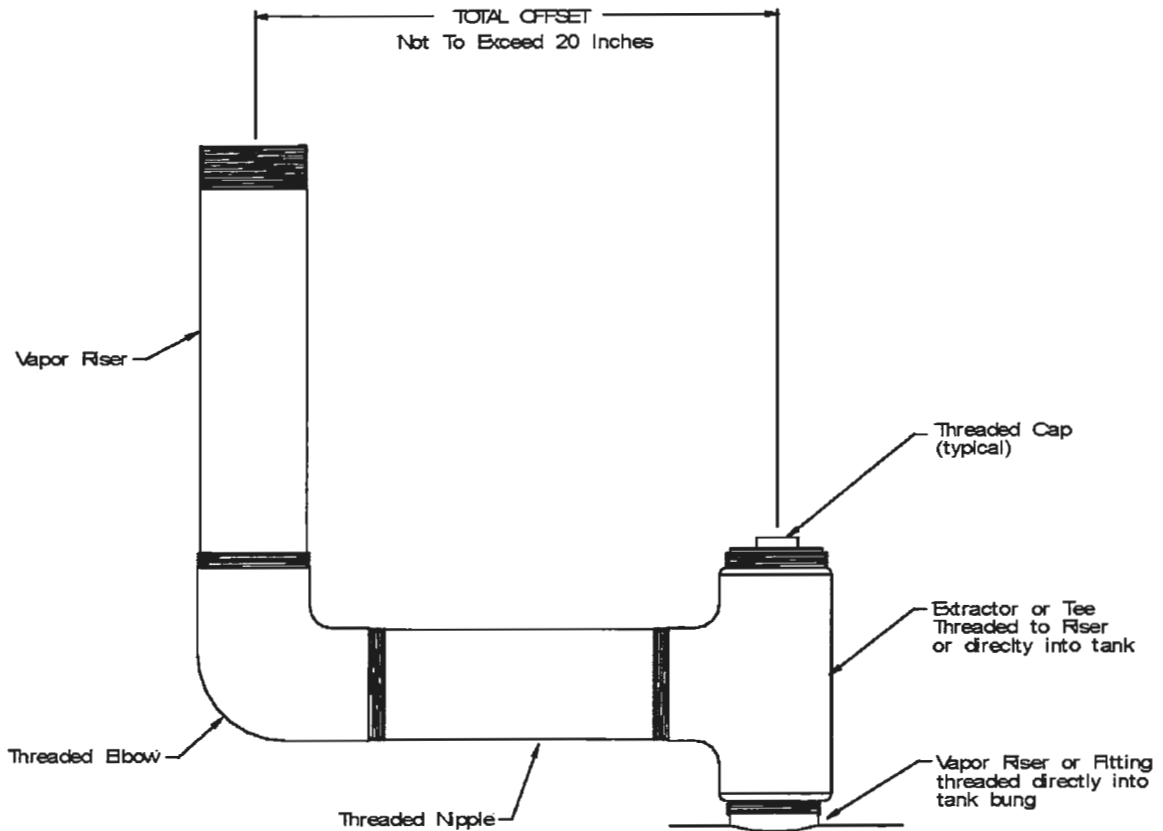 TOTAL OFFSET
Not To Exceed 20 Inches
Vapor Riser
Threaded Cap
(typical)
Extractor or Tee
Threaded to Riser
or direclty into tank
Threaded Elbow
Vapor Riser or Fitting
threaded directly into
tank bung
Threaded Nipple